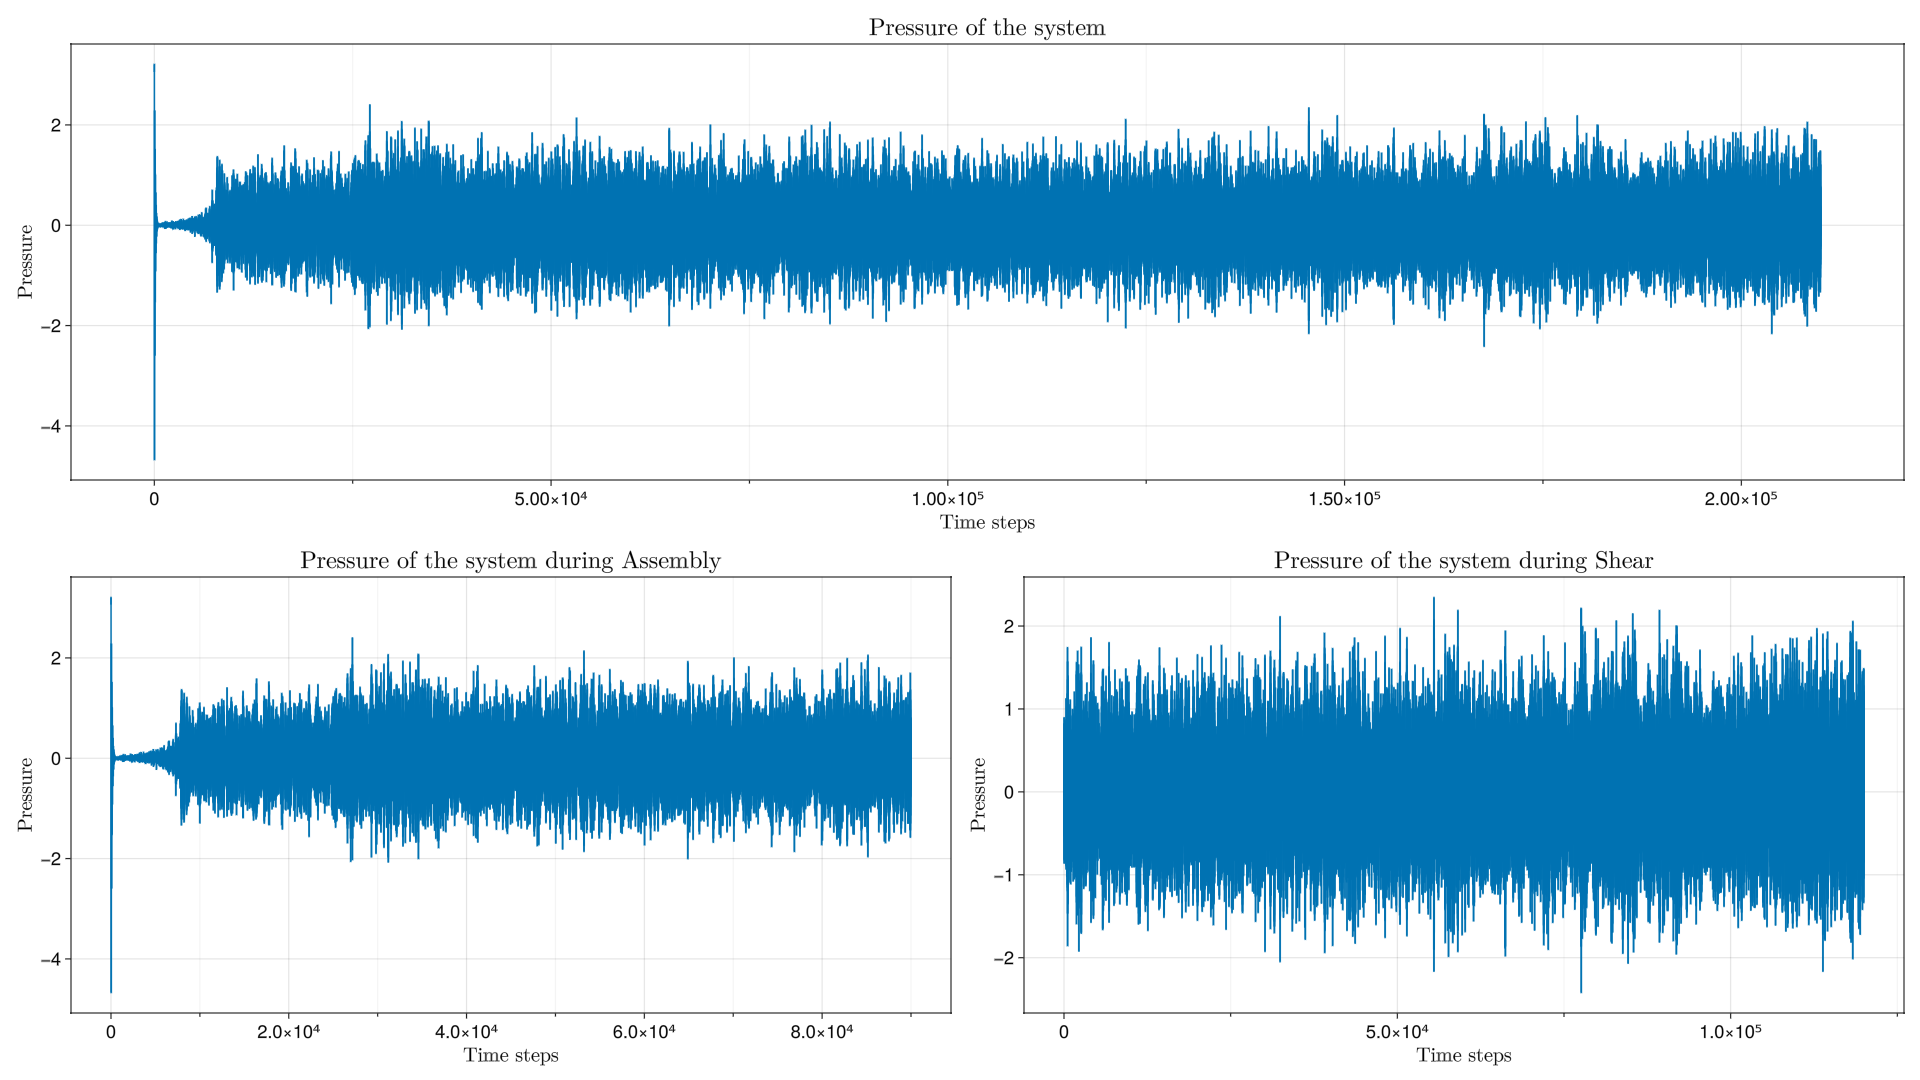 Pressure of the system
Pressure
2
0
−2
−4
0
5.00×10⁴
1.00×10⁵
1.50×10⁵
2.00×10⁵
Time steps
Pressure of the system during Assembly
Pressure
2
0
−2
−4
0
2.0×10⁴
4.0×10⁴
6.0×10⁴
8.0×10⁴
Time steps
Pressure of the system during Shear
Pressure
2
1
0
−1
−2
0
5.0×10⁴
1.0×10⁵
Time steps